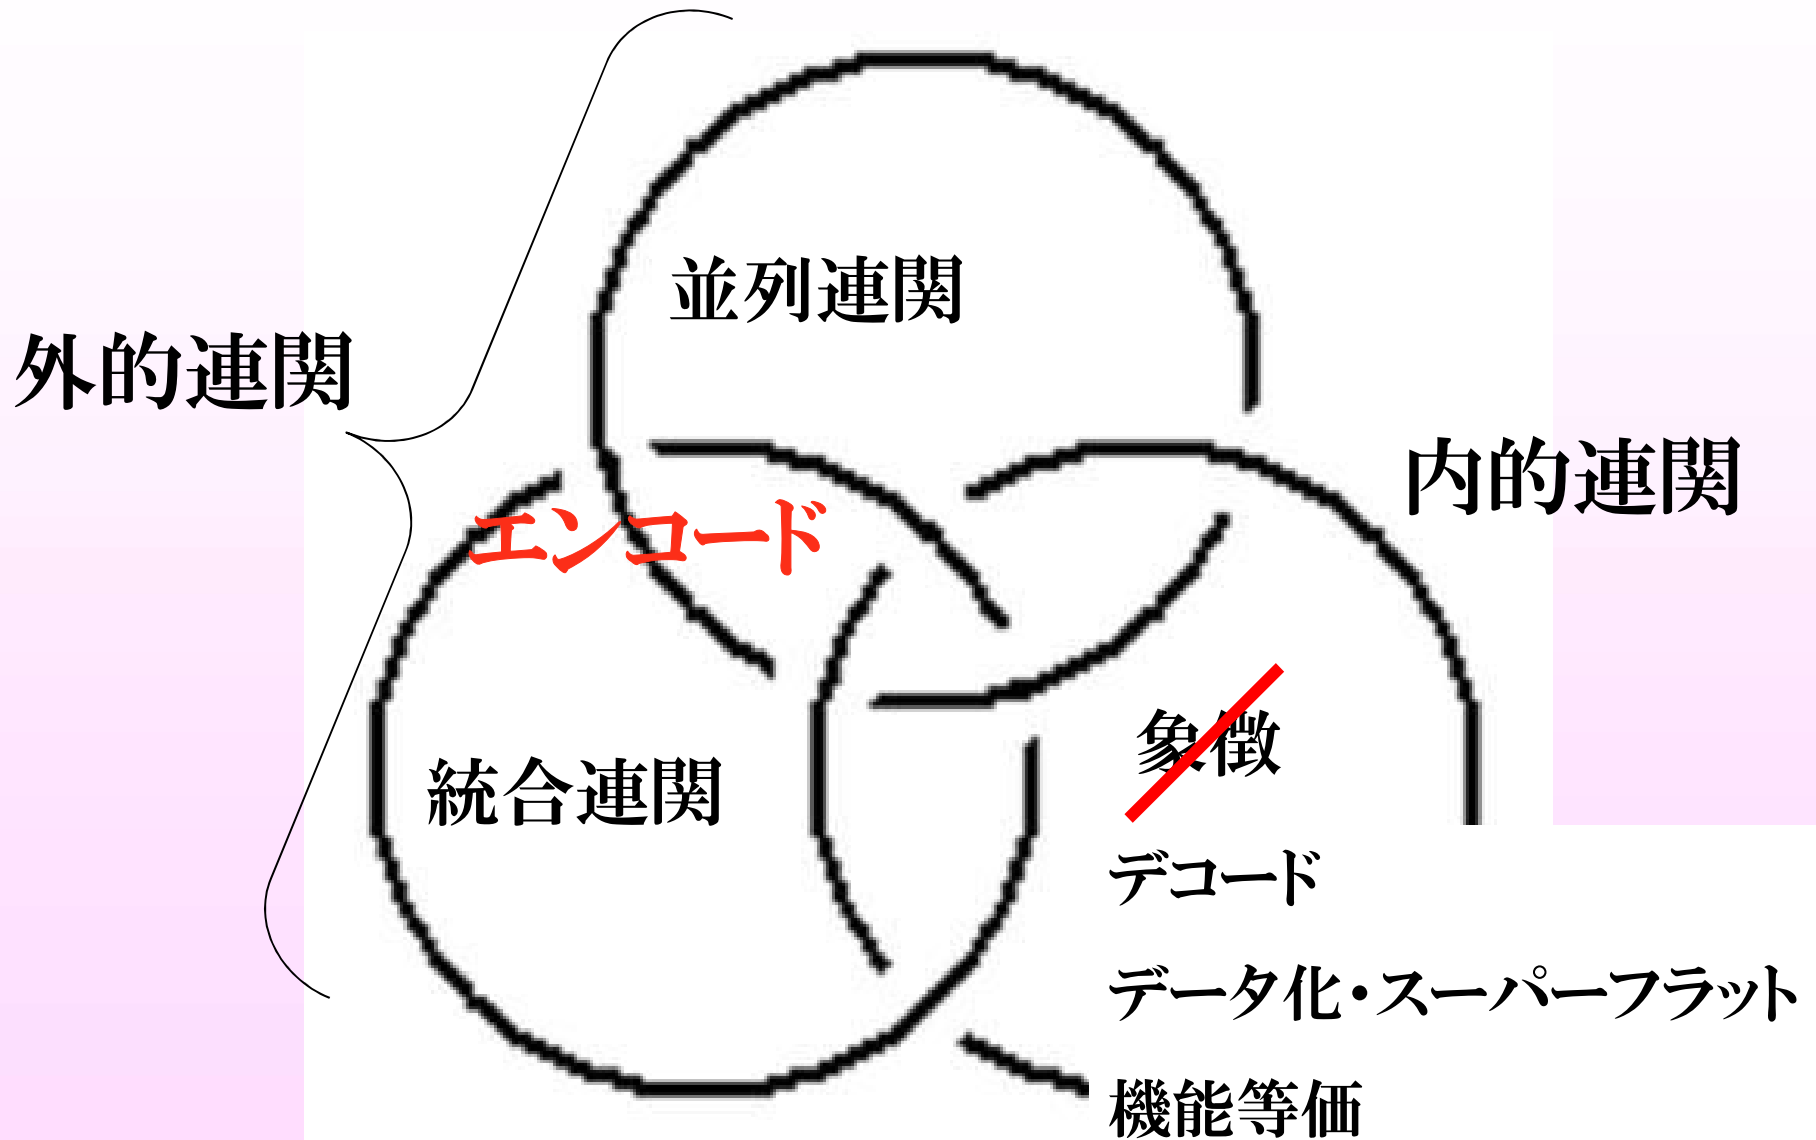 並列連関
外的連関
内的連関
エンコード
象徴
統合連関
デコード
データ化・スーパーフラット
機能等価